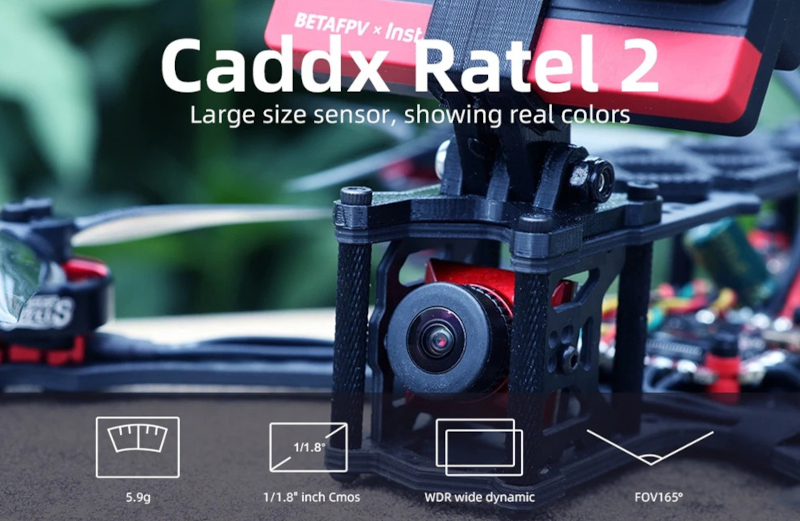 BETAFPV × Inst
Caddx Ratel 2
Large size sensor, showing real colors
1/1.8"
5.9g
1/1.8" inch Cmos
WDR wide dynamic
FOV165°